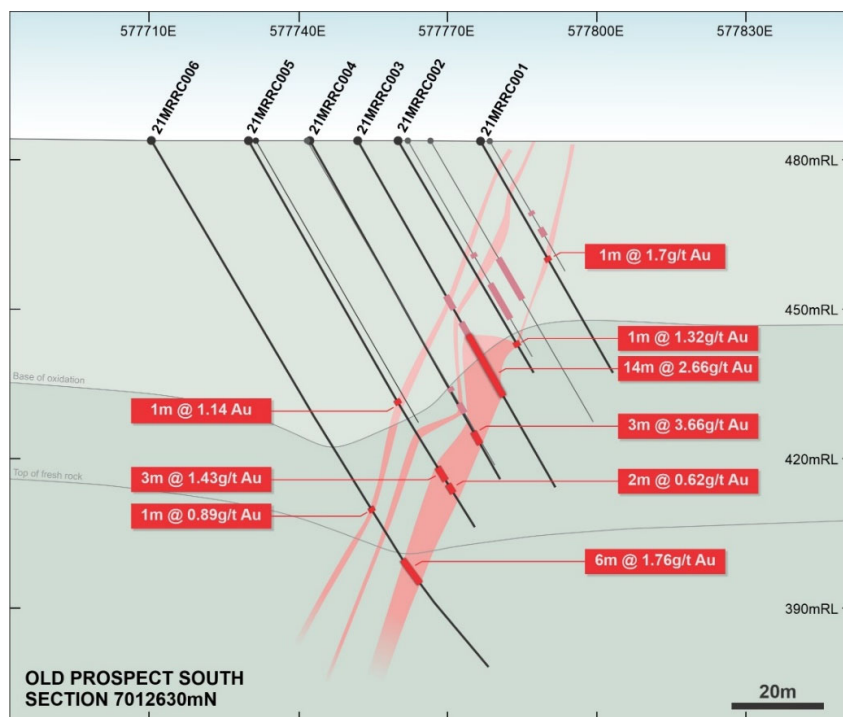 577710E
577740E
577770E
577800E
577830E
21MRRC006
21MRRC005
21MRRC004
21MRRC003
21MRRC002
21MRRC001
480mRL
1m @ 1.7g/t Au
450mRL
1m @ 1.32g/t Au
14m @ 2.66g/t Au
Base of oxidation
1m @ 1.14 Au
3m @ 3.66g/t Au
420mRL
Top of fresh rock
3m @ 1.43g/t Au
2m @ 0.62g/t Au
1m @ 0.89g/t Au
6m @ 1.76g/t Au
390mRL
OLD PROSPECT SOUTH
SECTION 7012630mN
20m